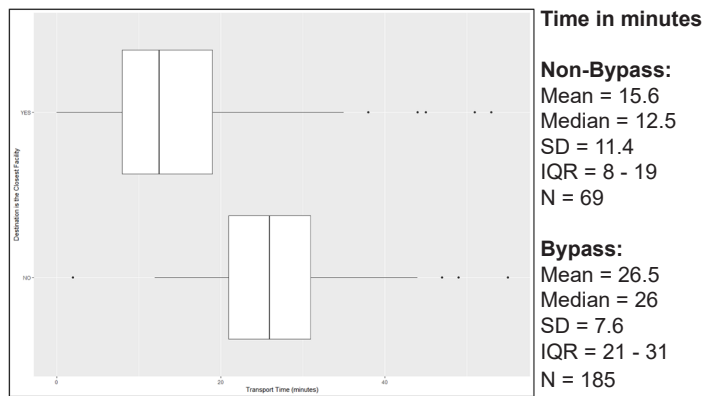 Time in minutes
Non-Bypass:
Mean = 15.6
Median = 12.5
SD = 11.4
IQR = 8 - 19
N = 69
Bypass:
Mean = 26.5
Median = 26
SD = 7.6
IQR = 21 - 31
N = 185
Destination is the Closest Facility
YES
NO
0 20 40
Transport Time (minutes)